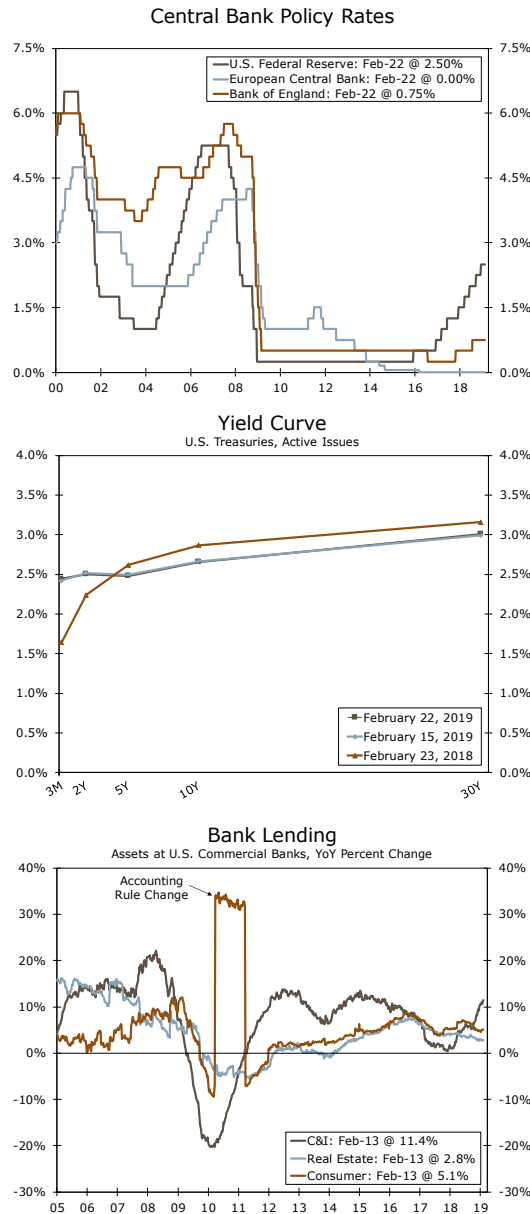 Central Bank Policy Rates
7.5% 7.5%
U.S. Federal Reserve: Feb-22 @ 2.50%
European Central Bank: Feb-22 @ 0.00%
Bank of England: Feb-22 @ 0.75%
6.0% 6.0%
4.5% 4.5%
3.0% 3.0%
1.5% 1.5%
0.0% 0.0%
00 02 04 06 08 10 12 14 16 18
Yield Curve
U.S. Treasuries, Active Issues
4.0% 4.0%
3.5% 3.5%
3.0% 3.0%
2.5% 2.5%
2.0% 2.0%
1.5% 1.5%
1.0% 1.0%
0.5% 0.5%
0.0% 0.0%
February 22, 2019
February 15, 2019
February 23, 2018
3M 2Y 5Y 10Y 30Y
Bank Lending
Assets at U.S. Commercial Banks, YoY Percent Change
40% 40%
Accounting
Rule Change
30% 30%
20% 20%
10% 10%
0% 0%
-10% -10%
-20% -20%
-30% -30%
C&I: Feb-13 @ 11.4%
Real Estate: Feb-13 @ 2.8%
Consumer: Feb-13 @ 5.1%
05 06 07 08 09 10 11 12 13 14 15 16 17 18 19